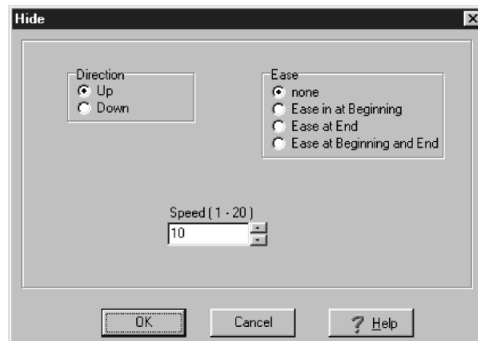 Hide
Direction
Up
Down
Ease
none
Ease in at Beginning
Ease at End
Ease at Beginning and End
Speed ( 1 - 20 )
10
OK
Cancel
? Help